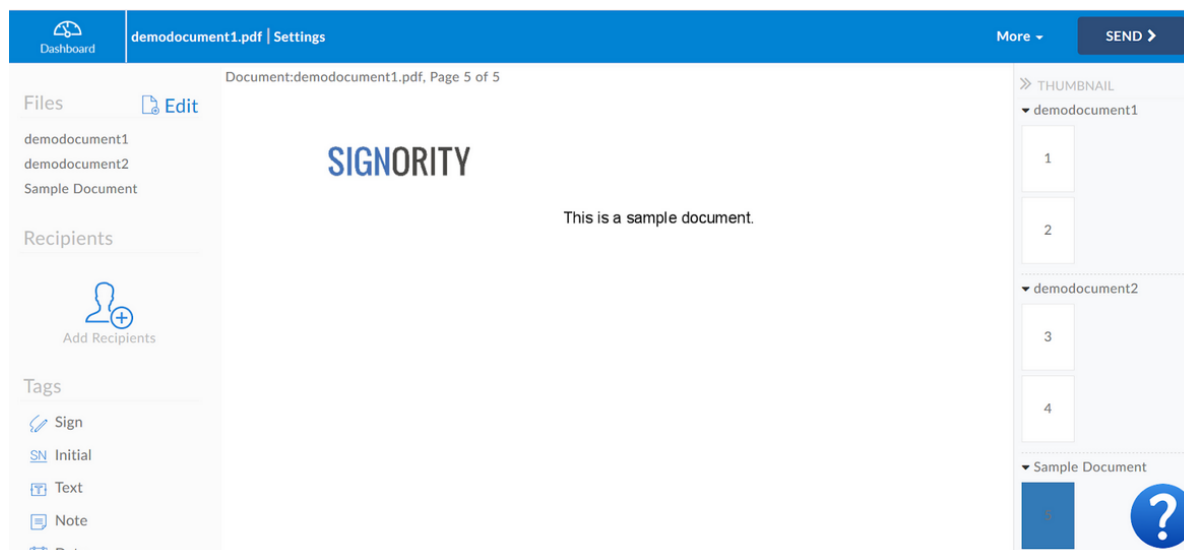 Dashboard
demodocument1.pdf | Settings
More
SEND
Files
Edit
demodocument1
demodocument2
Sample Document
Recipients
Add Recipients
Tags
Sign
SN Initial
T Text
Note
Document:demodocument1.pdf, Page 5 of 5
SIGNORITY
This is a sample document.
THUMBNAIL
demodocument1
1
2
demodocument2
3
4
Sample Document
?